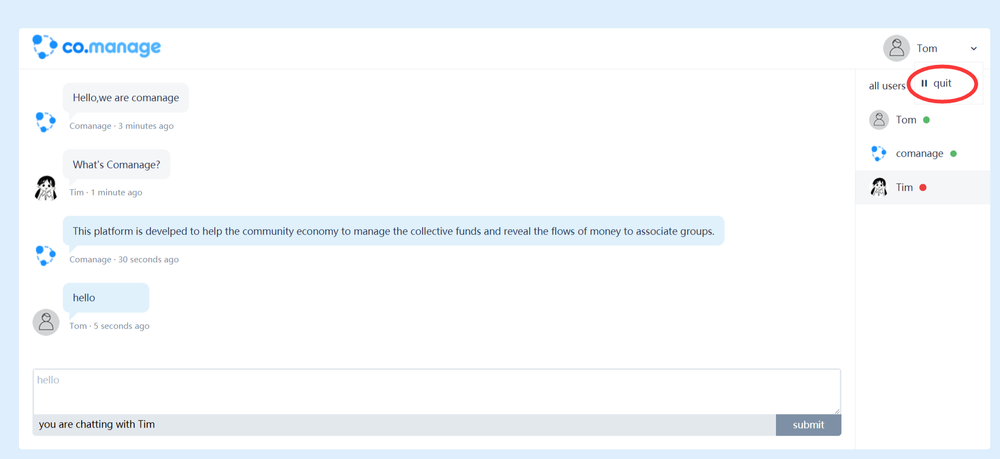 co.manage
Tom
quit
all users
Tom
comanage
Tim
Hello,we are comanage
Comanage · 3 minutes ago
What's Comanage?
Tim · 1 minute ago
This platform is develped to help the community economy to manage the collective funds and reveal the flows of money to associate groups.
Comanage · 30 seconds ago
hello
Tom · 5 seconds ago
hello
you are chatting with Tim
submit